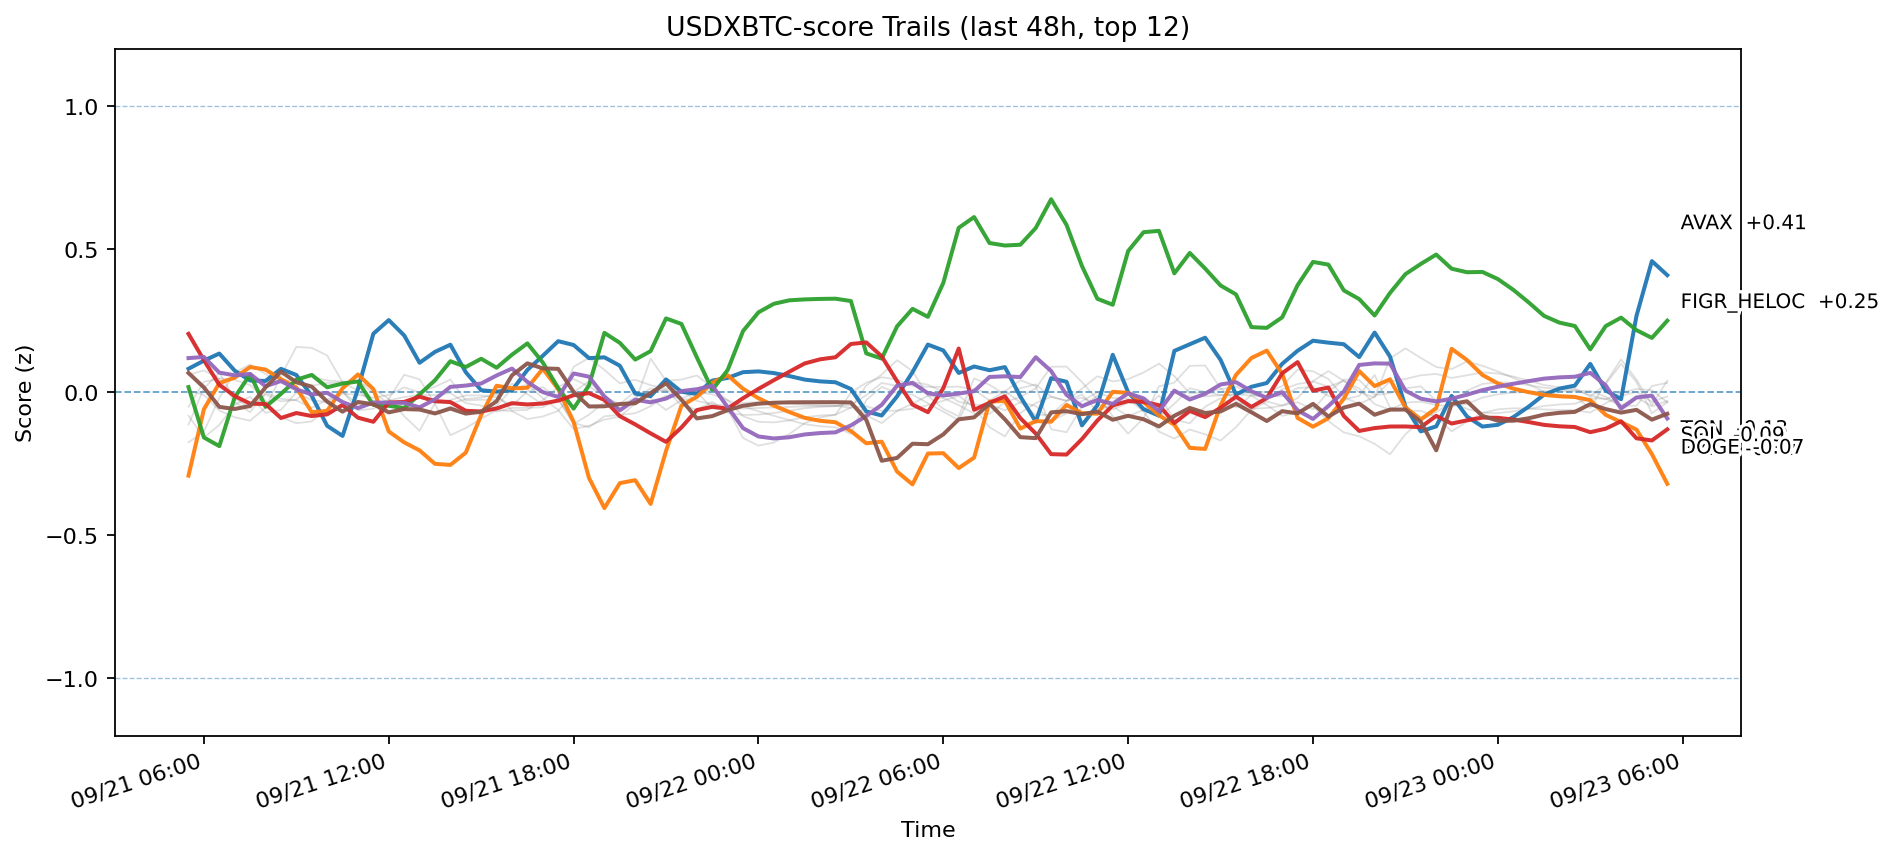 USDXBTC-score Trails (last 48h, top 12)
Score (z)
1.0
0.5
0.0
−0.5
−1.0
AVAX +0.41
FIGR_HELOC +0.25
DOGE -0.07
09/21 06:00
09/21 12:00
09/21 18:00
09/22 00:00
09/22 06:00
09/22 12:00
09/22 18:00
09/23 00:00
09/23 06:00
Time